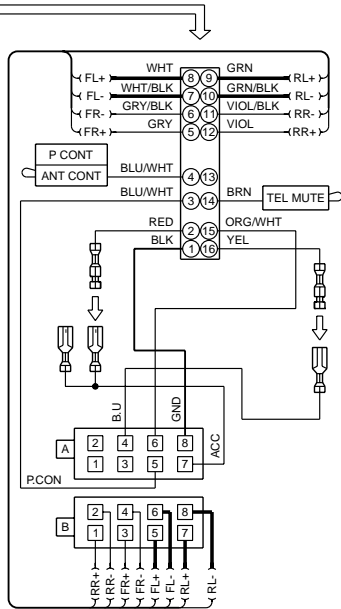 WHT 8 9 GRN
FL+ RL+
WHT/BLK 7 10 GRN/BLK
FL- RL-
GRY/BLK 6 11 VIOL/BLK
FR- RR-
GRY 5 12 VIOL
FR+ RR+
P CONT
ANT CONT BLU/WHT 4 13
BLU/WHT 3 14 BRN TEL MUTE
RED 2 15 ORG/WHT
BLK 1 16 YEL
B.U GND ACC
A 2 4 6 8
1 3 5 7
P.CON
B 2 4 6 8
1 3 5 7
RR+ RR- FR+ FR- FL+ FL- RL+ RL-